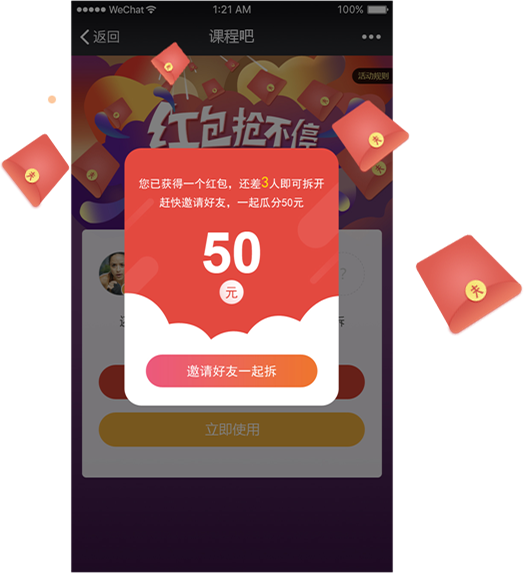 ●●●●● WeChat
1:21 AM
100%
返回
课程吧
•••
活动规则
红包抢不停
您已获得一个红包，还差3人即可拆开
赶快邀请好友，一起瓜分50元
50
元
?
邀请好友一起拆
立即使用